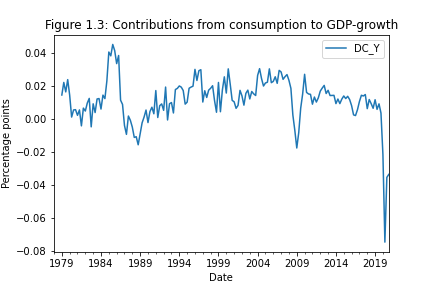 Figure 1.3: Contributions from consumption to GDP-growth
DC_Y
0.04
0.02
0.00
−0.02
−0.04
−0.06
−0.08
Percentage points
1979 1984 1989 1994 1999 2004 2009 2014 2019
Date